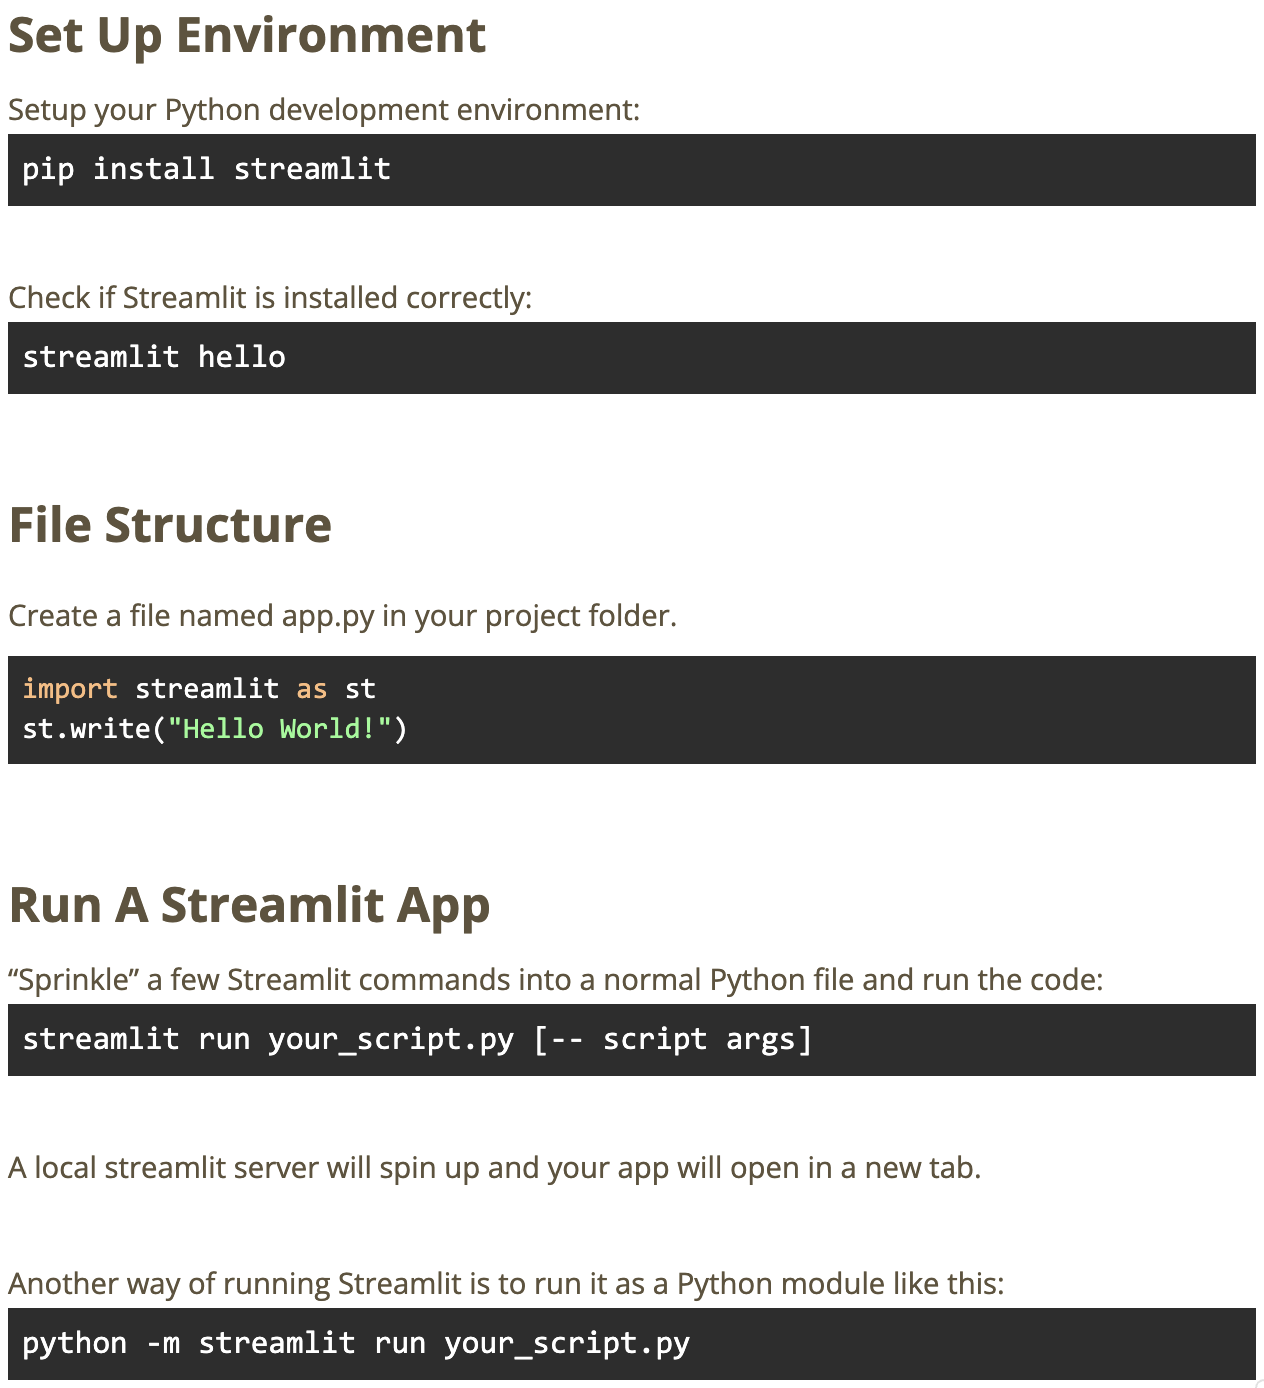 Set Up Environment
Setup your Python development environment:
pip install streamlit
Check if Streamlit is installed correctly:
streamlit hello
File Structure
Create a file named app.py in your project folder.
import streamlit as st
st.write("Hello World!")
Run A Streamlit App
“Sprinkle” a few Streamlit commands into a normal Python file and run the code:
streamlit run your_script.py [-- script args]
A local streamlit server will spin up and your app will open in a new tab.
Another way of running Streamlit is to run it as a Python module like this:
python -m streamlit run your_script.py